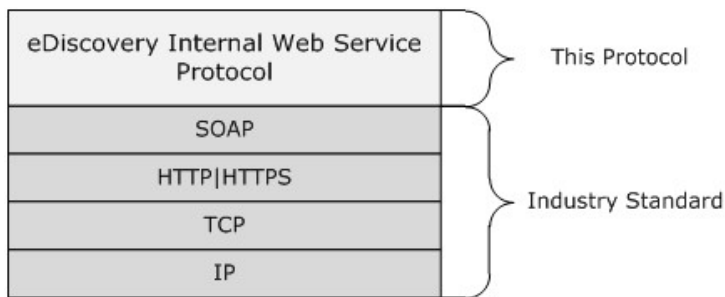 eDiscovery Internal Web Service
Protocol
This Protocol
SOAP
HTTP|HTTPS
TCP
IP
Industry Standard